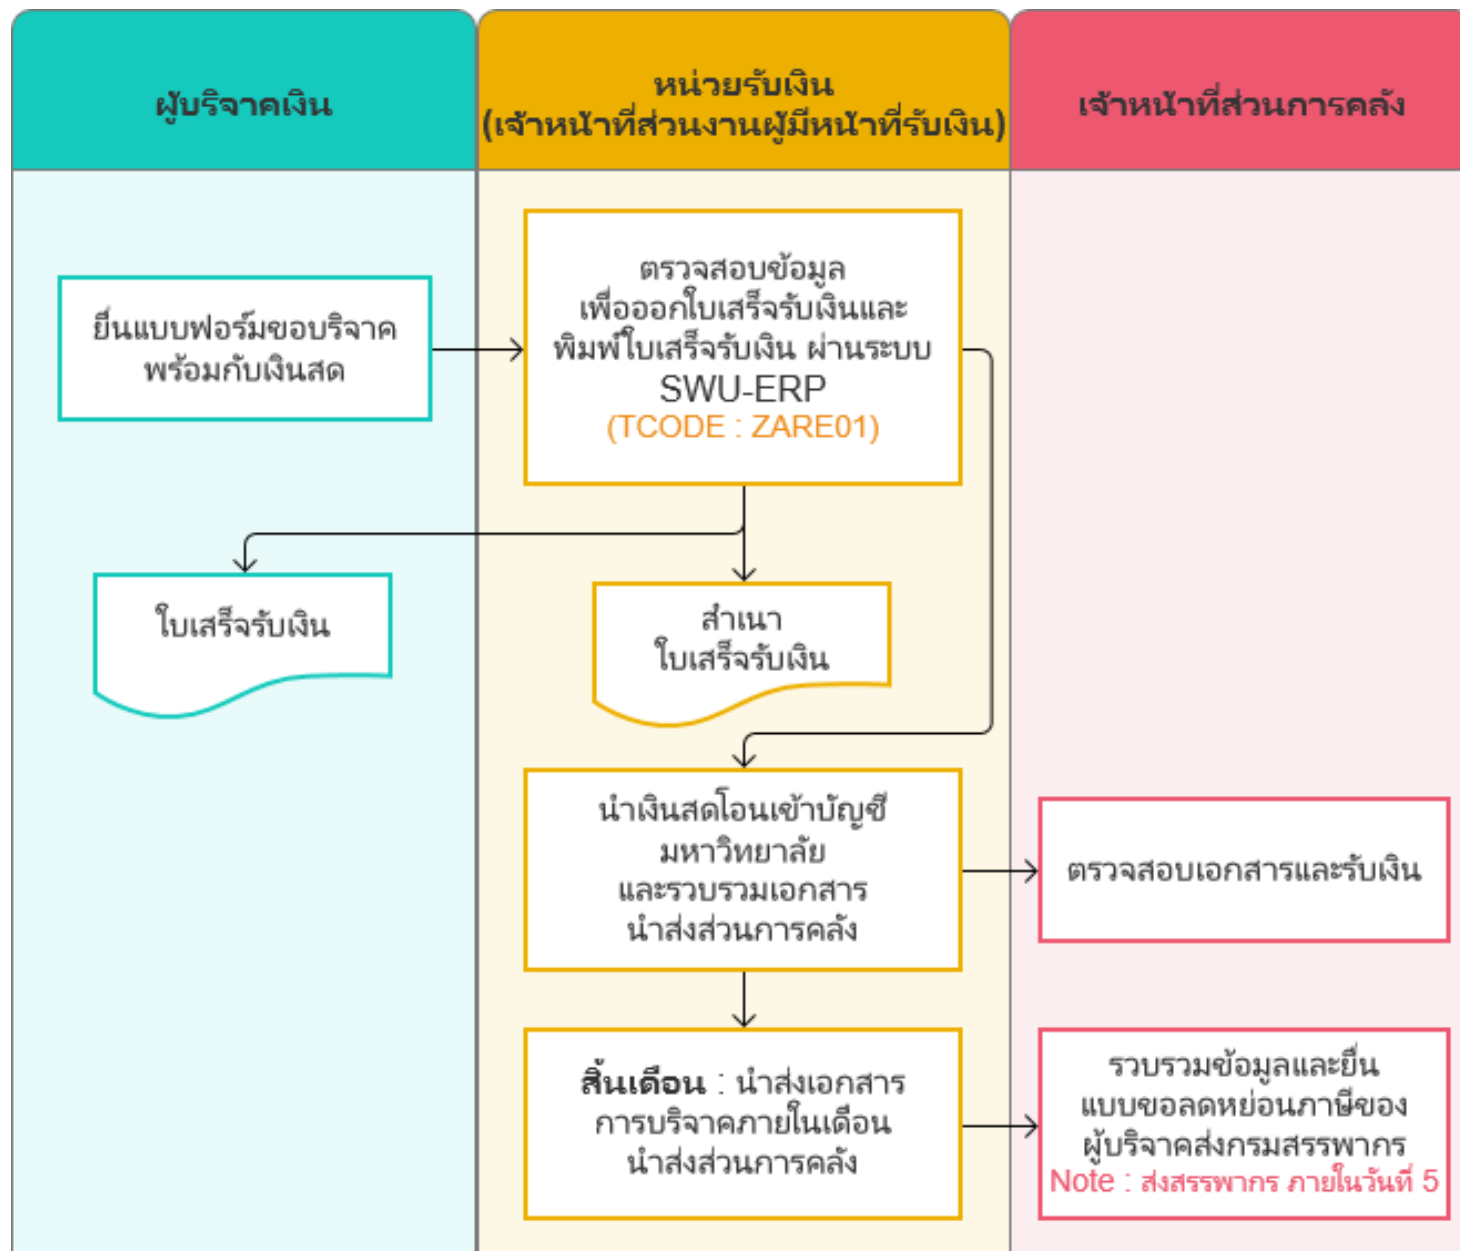 ผู้บริจาคเงิน
หน่วยรับเงิน
(เจ้าหน้าที่ส่วนงานผู้มีหน้าที่รับเงิน)
เจ้าหน้าที่ส่วนการคลัง
ยื่นแบบฟอร์มขอบริจาค
พร้อมกับเงินสด
ตรวจสอบข้อมูล
เพื่อออกใบเสร็จรับเงินและ
พิมพ์ใบเสร็จรับเงิน ผ่านระบบ
SWU-ERP
(TCODE : ZARE01)
ใบเสร็จรับเงิน
สำเนา
ใบเสร็จรับเงิน
นำเงินสดโอนเข้าบัญชี
มหาวิทยาลัย
และรวบรวมเอกสาร
นำส่งส่วนการคลัง
ตรวจสอบเอกสารและรับเงิน
สิ้นเดือน : นำส่งเอกสาร
การบริจาคภายในเดือน
นำส่งส่วนการคลัง
รวบรวมข้อมูลและยื่น
แบบขอลดหย่อนภาษีของ
ผู้บริจาคส่งกรมสรรพากร
Note : ส่งสรรพากร ภายในวันที่ 5